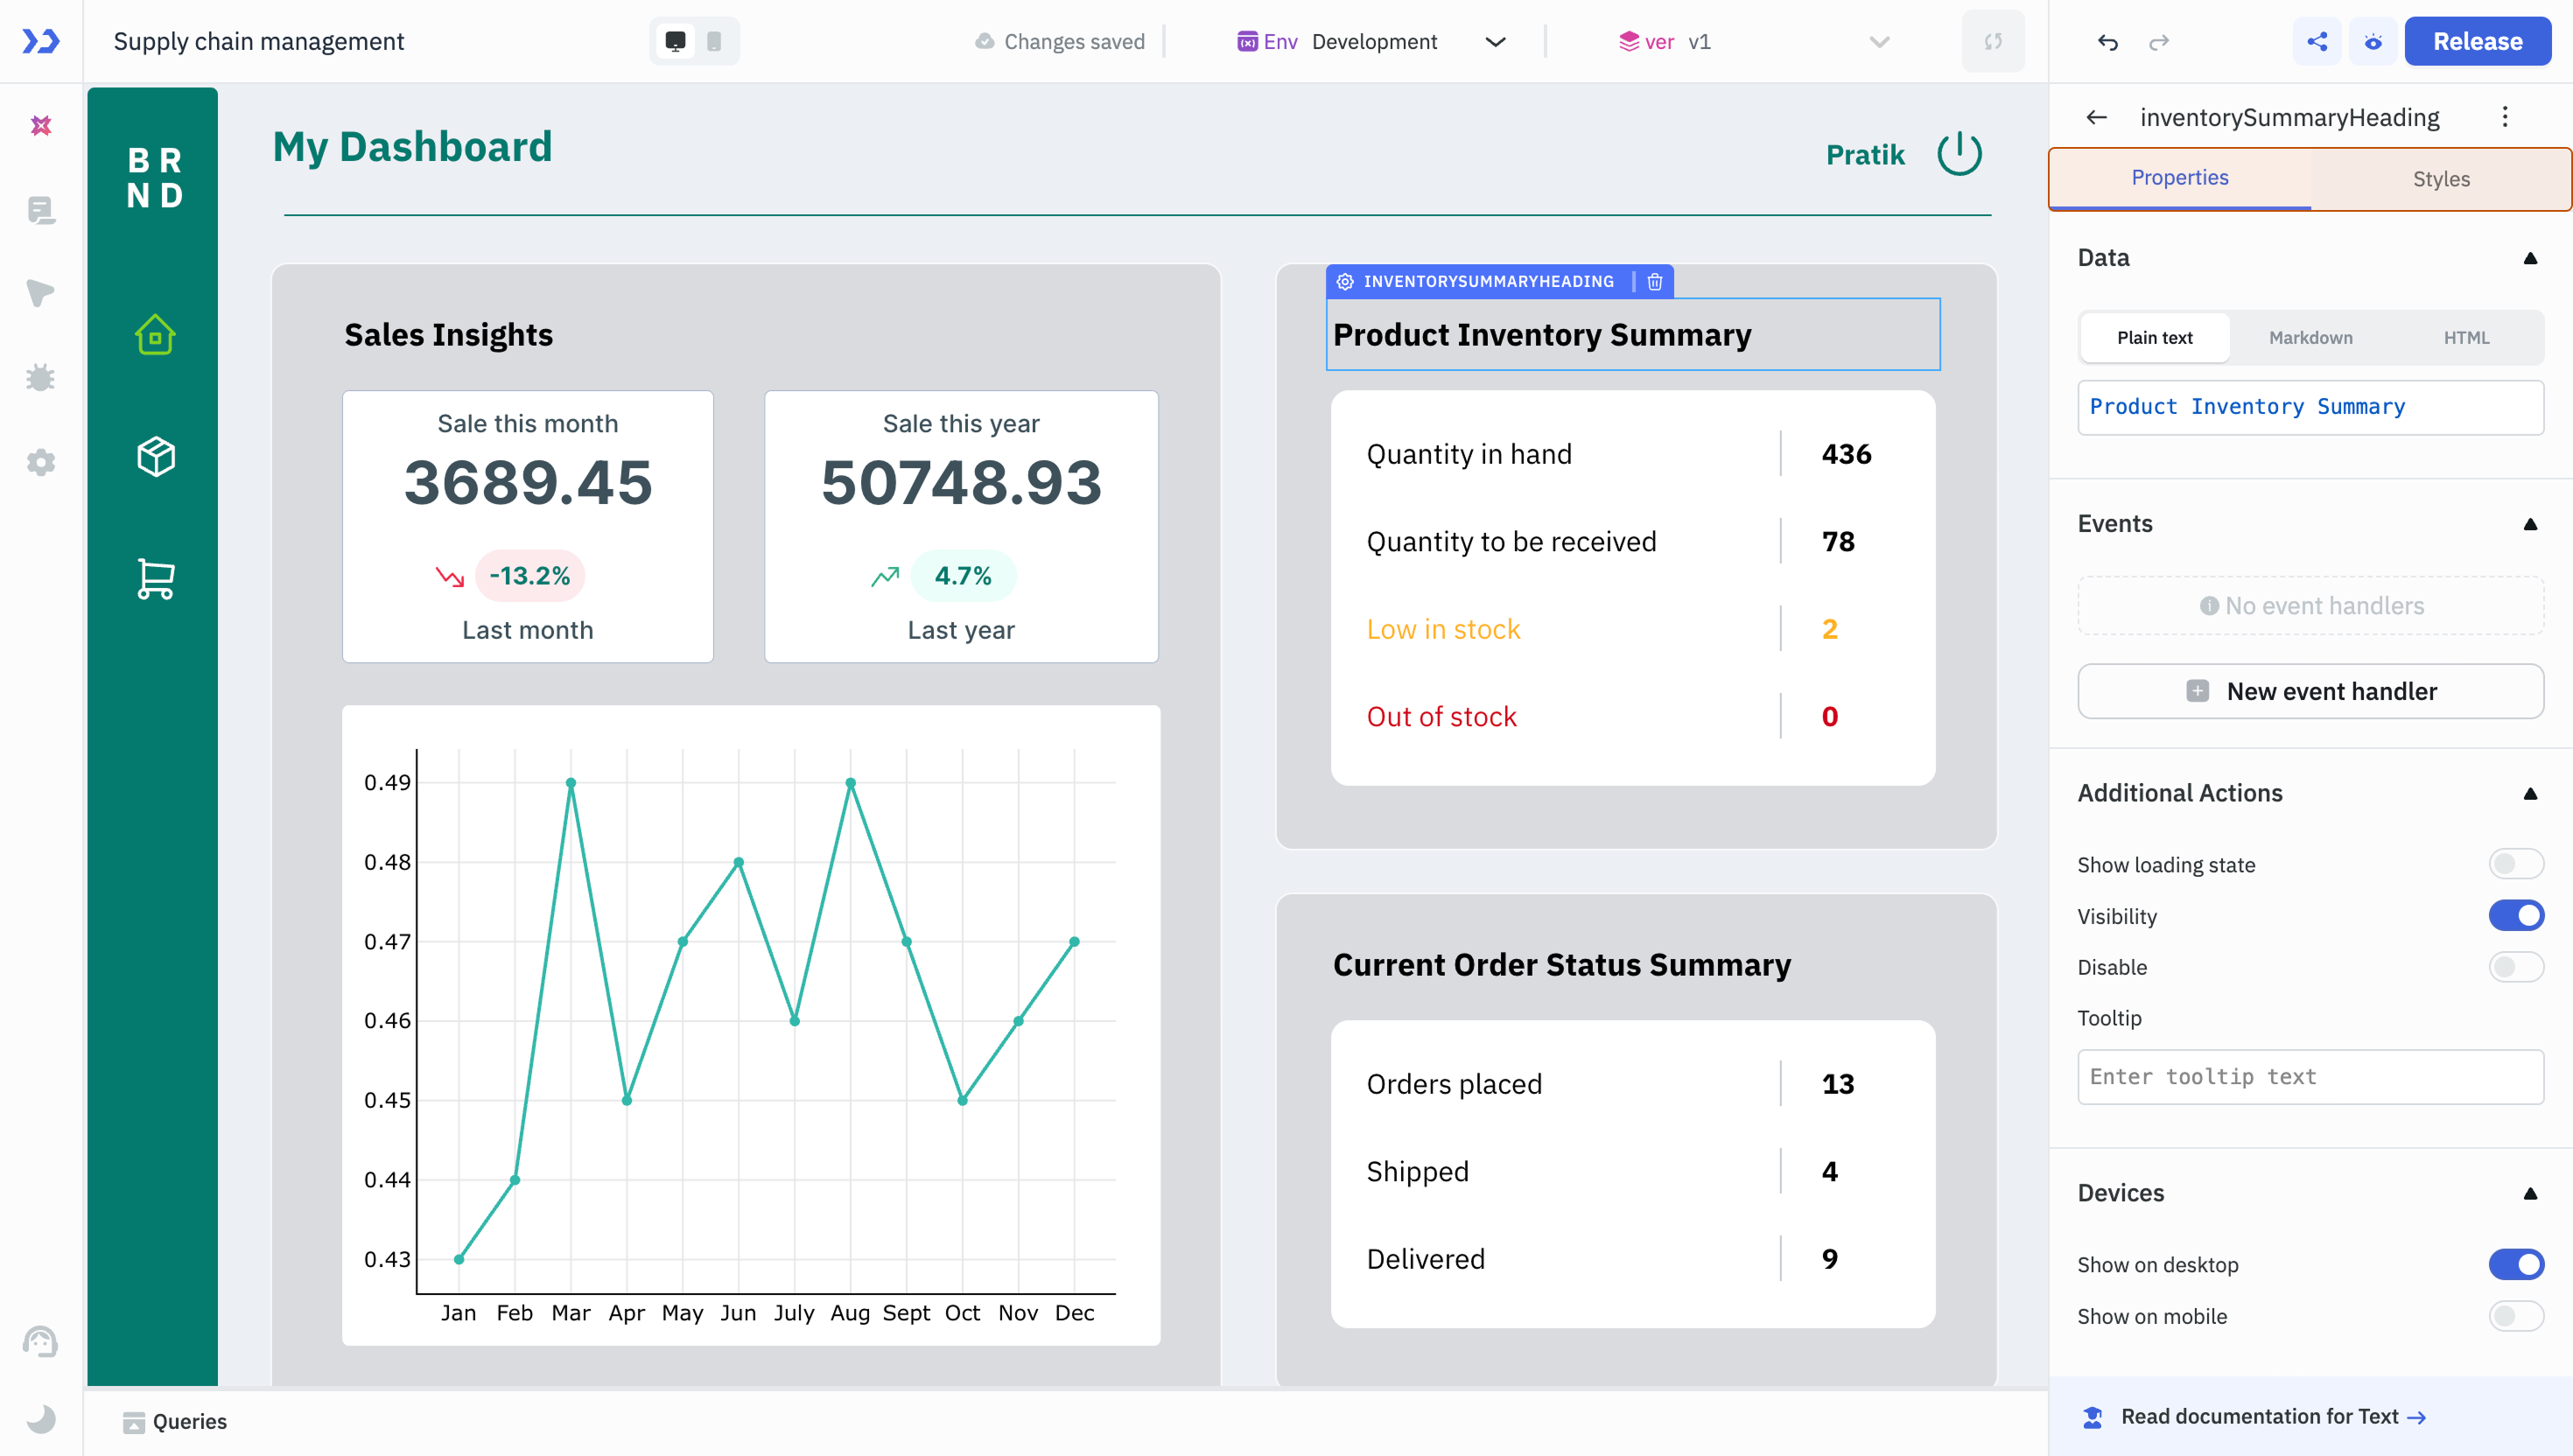 Supply chain management
Changes saved
Env Development
ver v1
Release
BR
ND
My Dashboard
Pratik
Sales Insights
Sale this month
3689.45
-13.2%
Last month
Sale this year
50748.93
4.7%
Last year
0.49
0.48
0.47
0.46
0.45
0.44
0.43
Jan Feb Mar Apr May Jun July Aug Sept Oct Nov Dec
INVENTORYSUMMARYHEADING
Product Inventory Summary
Quantity in hand 436
Quantity to be received 78
Low in stock 2
Out of stock 0
Current Order Status Summary
Orders placed 13
Shipped 4
Delivered 9
Queries
inventorySummaryHeading
Properties Styles
Data
Plain text Markdown HTML
Product Inventory Summary
Events
No event handlers
New event handler
Additional Actions
Show loading state
Visibility
Disable
Tooltip
Enter tooltip text
Devices
Show on desktop
Show on mobile
Read documentation for Text →